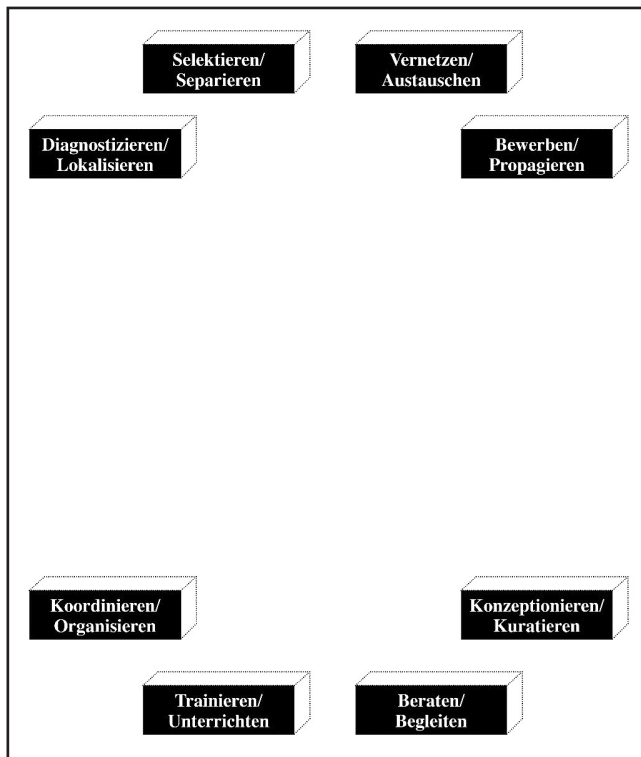 Selektieren/
Separieren
Vernetzen/
Austauschen
Diagnostizieren/
Lokalisieren
Bewerben/
Propagieren
Koordinieren/
Organisieren
Konzeptionieren/
Kuratieren
Trainieren/
Unterrichten
Beraten/
Begleiten